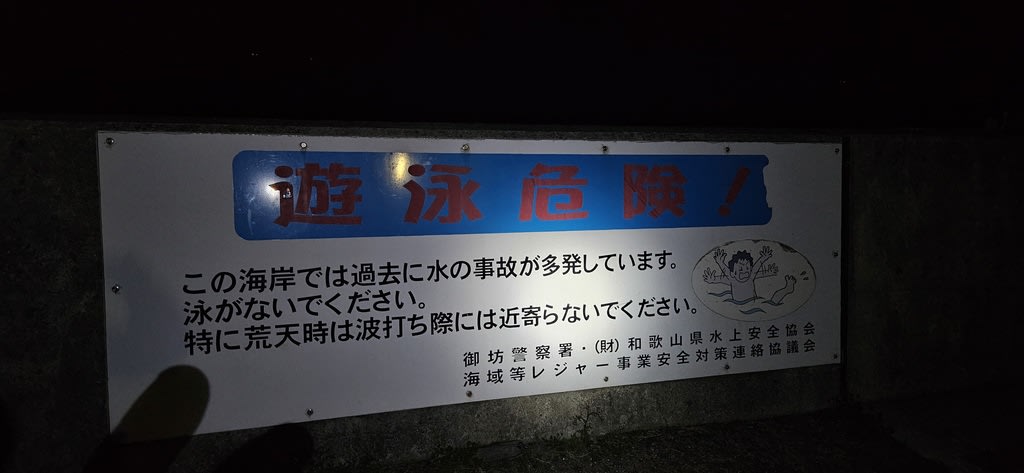 遊泳危険！
この海岸では過去に水の事故が多発しています。
泳がないでください。
特に荒天時は波打ち際には近寄らないでください。
御坊警察署・(財)和歌山県水上安全協会
海域等レジャー事業安全対策連絡協議会